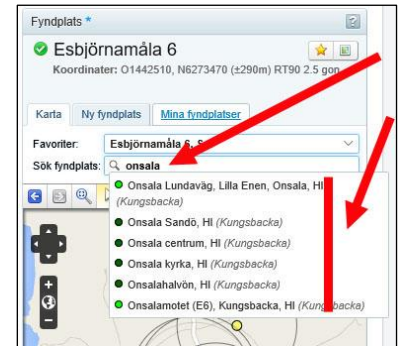 Fyndplats *
Esbjörnamåla 6
Koordinater: O1442510, N6273470 (±290m) RT90 2.5 gon
Karta Ny fyndplats Mina fyndplatser
Favoriter: Esbjörnamåla 6, S
Sök fyndplats: onsala
Onsala Lundaväg, Lilla Enen, Onsala, Hl
(Kungsbacka)
Onsala Sandö, Hl (Kungsbacka)
Onsala centrum, Hl (Kungsbacka)
Onsala kyrka, Hl (Kungsbacka)
Onsalahalvön, Hl (Kungsbacka)
Onsalamotet (E6), Kungsbacka, Hl (Kungsbacka)